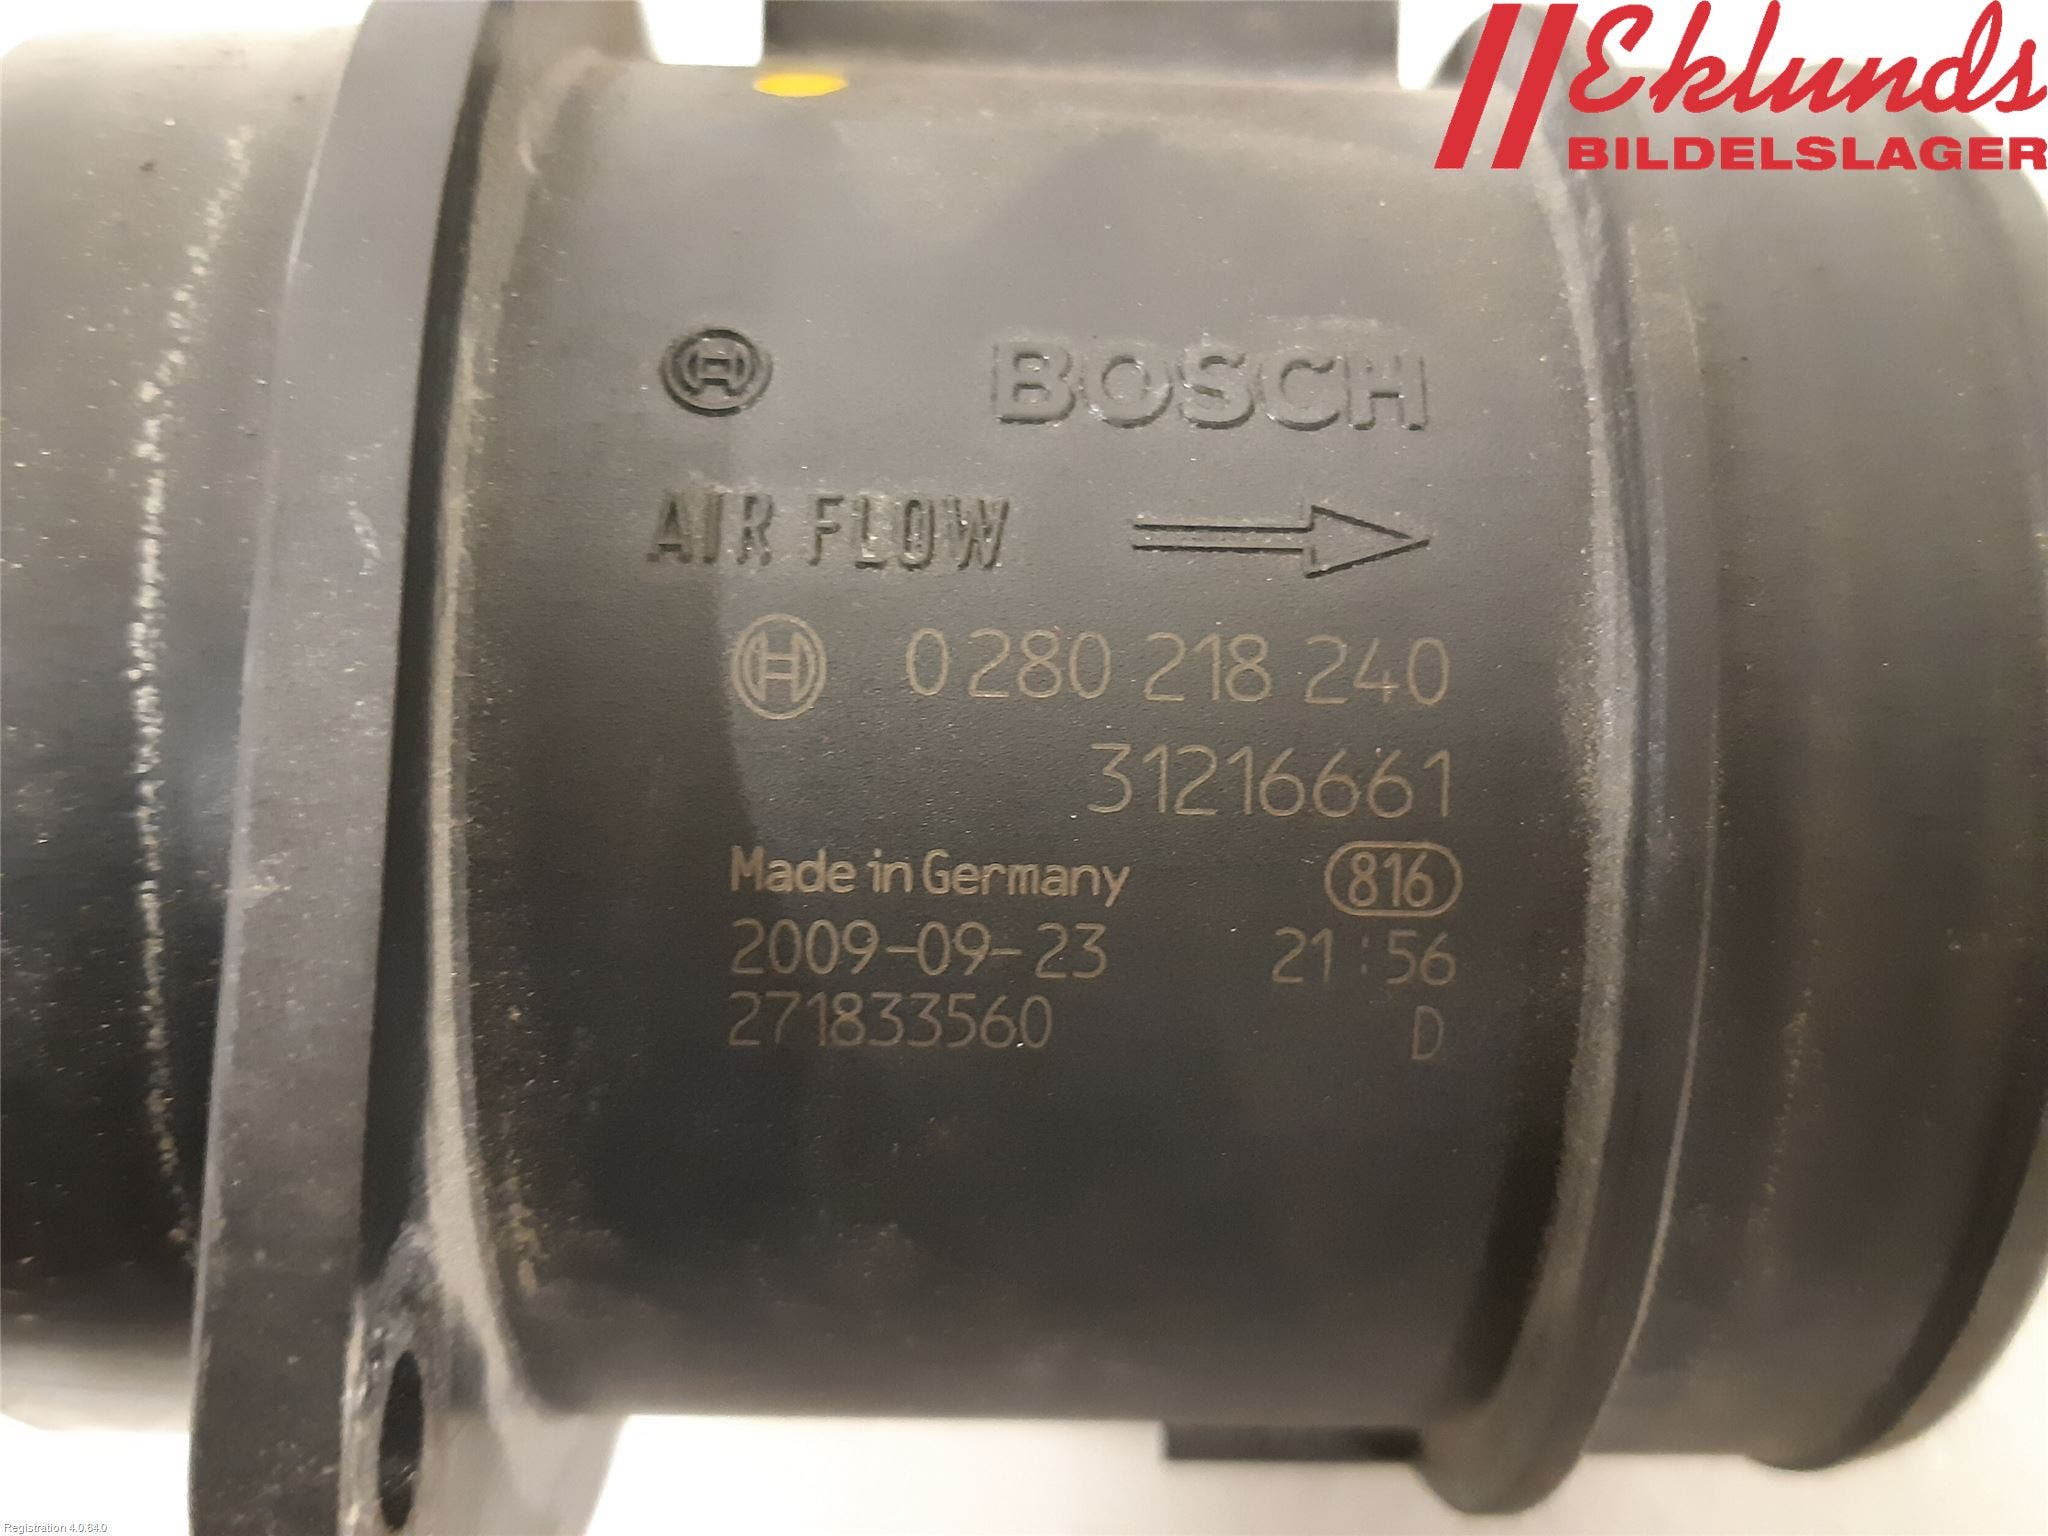 Eklunds
BILDELSLAGER
BOSCH
AIR FLOW
0 280 218 240
31216661
Made in Germany 816
2009-09-23 21:56
271833560 D
Registration 4.0.64.0